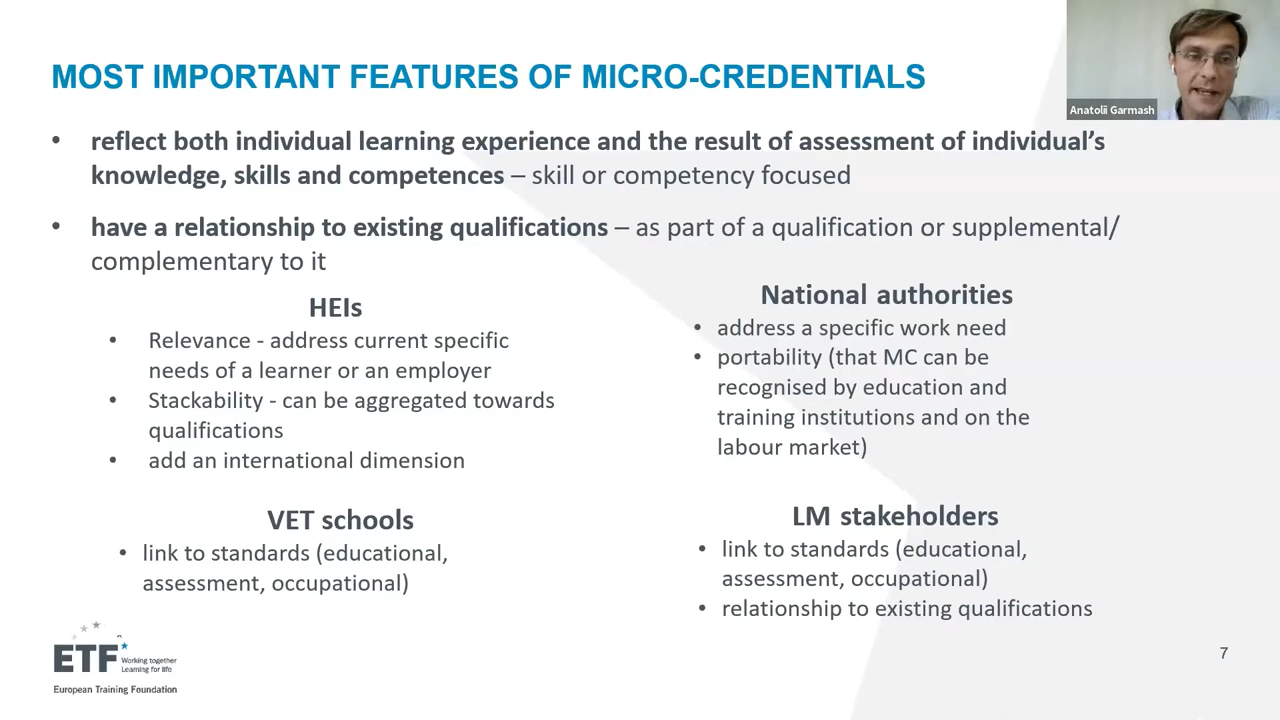 MOST IMPORTANT FEATURES OF MICRO-CREDENTIALS
Anatolii Garmash
• reflect both individual learning experience and the result of assessment of individual’s
knowledge, skills and competences – skill or competency focused
• have a relationship to existing qualifications – as part of a qualification or supplemental/
complementary to it
HEIs
• Relevance - address current specific
needs of a learner or an employer
• Stackability - can be aggregated towards
qualifications
• add an international dimension
National authorities
• address a specific work need
• portability (that MC can be
recognised by education and
training institutions and on the
labour market)
VET schools
• link to standards (educational,
assessment, occupational)
LM stakeholders
• link to standards (educational,
assessment, occupational)
• relationship to existing qualifications
ETF
Working together
Learning for life
European Training Foundation
7